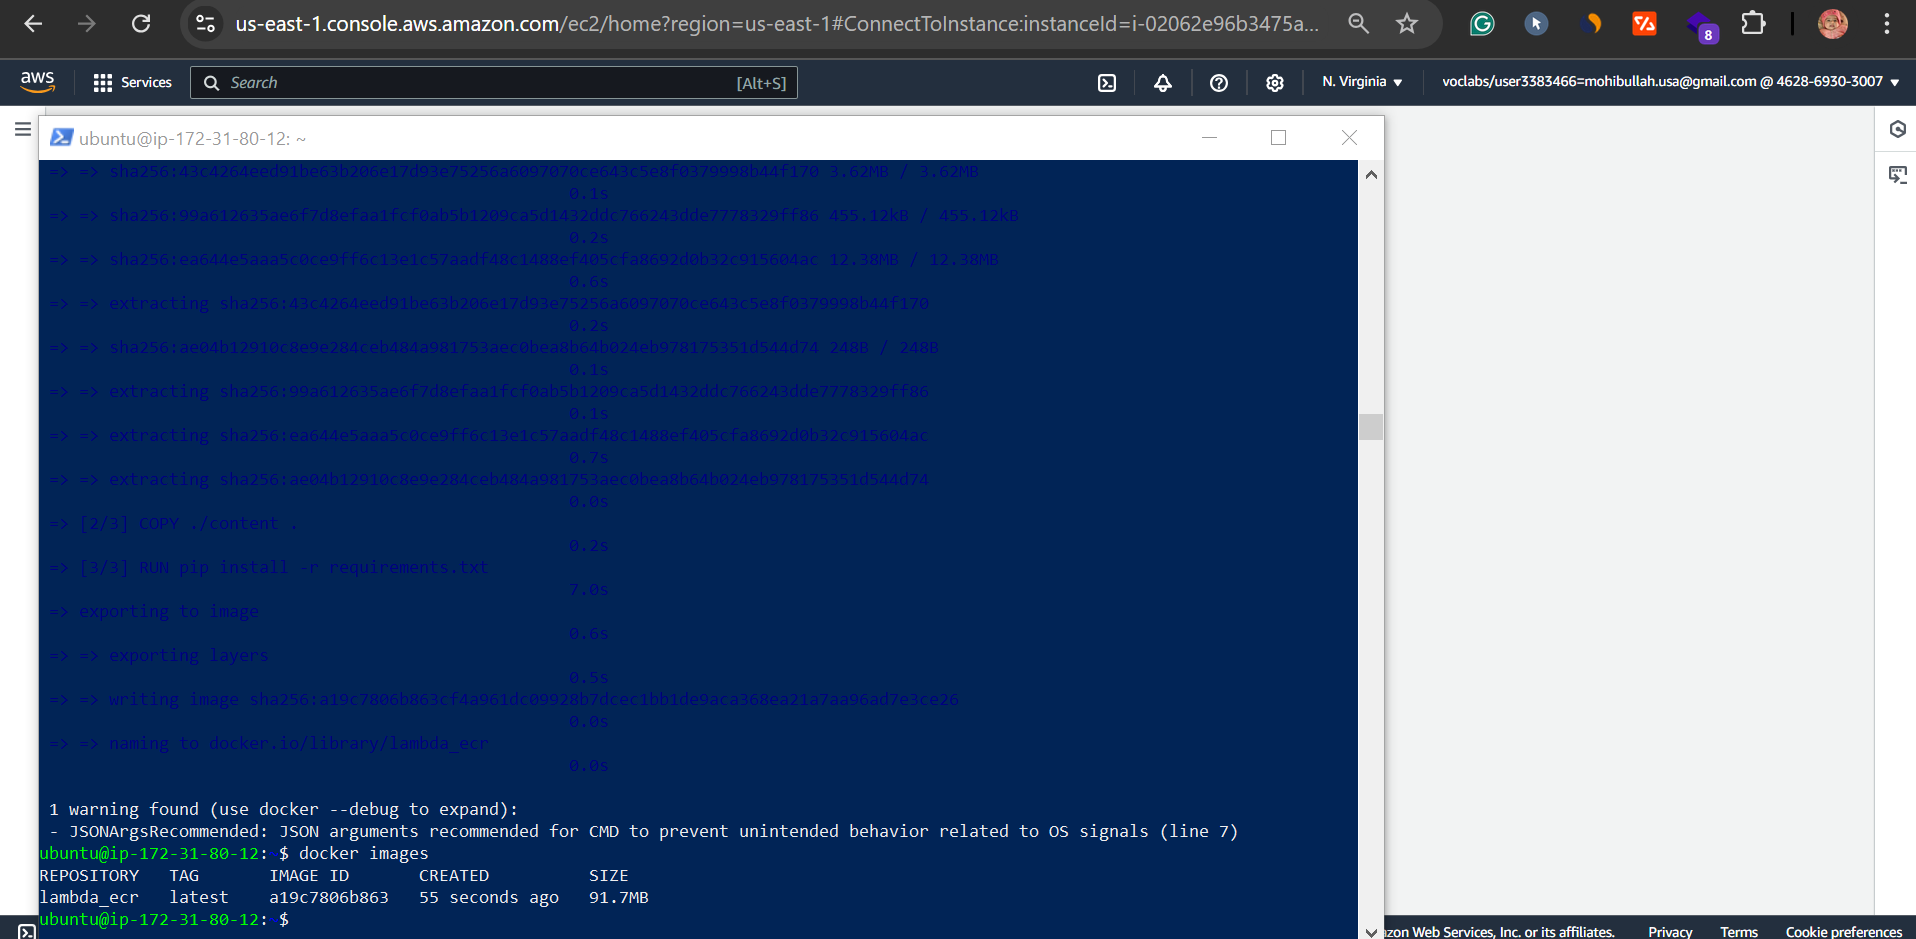 us-east-1.console.aws.amazon.com/ec2/home?region=us-east-1#ConnectToInstance:instanceId=i-02062e96b3475a...
8
aws
Services
Search
[Alt+S]
N. Virginia
voclabs/user3383466=mohibullah.usa@gmail.com @ 4628-6930-3007
ubuntu@ip-172-31-80-12: ~
=> => sha256:43c4264eed91be63b206e17d93e75256a6097070ce643c5e8f0379998b44f170 3.62MB / 3.62MB
0.1s
=> => sha256:99a612635ae6f7d8efaa1fcf0ab5b1209ca5d1432ddc766243dde7778329ff86 455.12kB / 455.12kB
0.2s
=> => sha256:ea644e5aaa5c0ce9ff6c13e1c57aadf48c1488ef405cfa8692d0b32c915604ac 12.38MB / 12.38MB
0.6s
=> => extracting sha256:43c4264eed91be63b206e17d93e75256a6097070ce643c5e8f0379998b44f170
0.2s
=> => sha256:ae04b12910c8e9e284ceb484a981753aec0bea8b64b024eb978175351d544d74 248B / 248B
0.1s
=> => extracting sha256:99a612635ae6f7d8efaa1fcf0ab5b1209ca5d1432ddc766243dde7778329ff86
0.1s
=> => extracting sha256:ea644e5aaa5c0ce9ff6c13e1c57aadf48c1488ef405cfa8692d0b32c915604ac
0.7s
=> => extracting sha256:ae04b12910c8e9e284ceb484a981753aec0bea8b64b024eb978175351d544d74
0.0s
=> [2/3] COPY ./content .
0.2s
=> [3/3] RUN pip install -r requirements.txt
7.0s
=> exporting to image
0.6s
=> => exporting layers
0.5s
=> => writing image sha256:a19c7806b863cf4a961dc09928b7dcec1bb1de9aca368ea21a7aa96ad7e3ce26
0.0s
=> => naming to docker.io/library/lambda_ecr
0.0s
1 warning found (use docker --debug to expand):
- JSONArgsRecommended: JSON arguments recommended for CMD to prevent unintended behavior related to OS signals (line 7)
ubuntu@ip-172-31-80-12:~$ docker images
REPOSITORY   TAG       IMAGE ID       CREATED          SIZE
lambda_ecr   latest    a19c7806b863   55 seconds ago   91.7MB
ubuntu@ip-172-31-80-12:~$
zon Web Services, Inc. or its affiliates.
Privacy
Terms
Cookie preferences